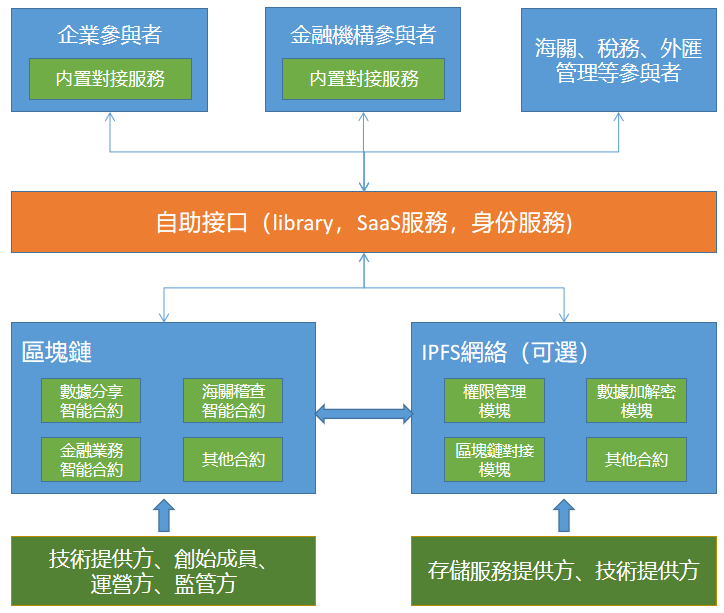 企業參與者
内置對接服務
金融機構參與者
内置對接服務
海關、稅務、外匯
管理等參與者
自助接口（library，SaaS服務，身份服務）
區塊鏈
數據分享
智能合約
海關稽查
智能合約
金融業務
智能合約
其他合約
IPFS網絡（可選）
權限管理
模塊
數據加解密
模塊
區塊鏈對接
模塊
其他合約
技術提供方、創始成員、
運營方、監管方
存儲服務提供方、技術提供方